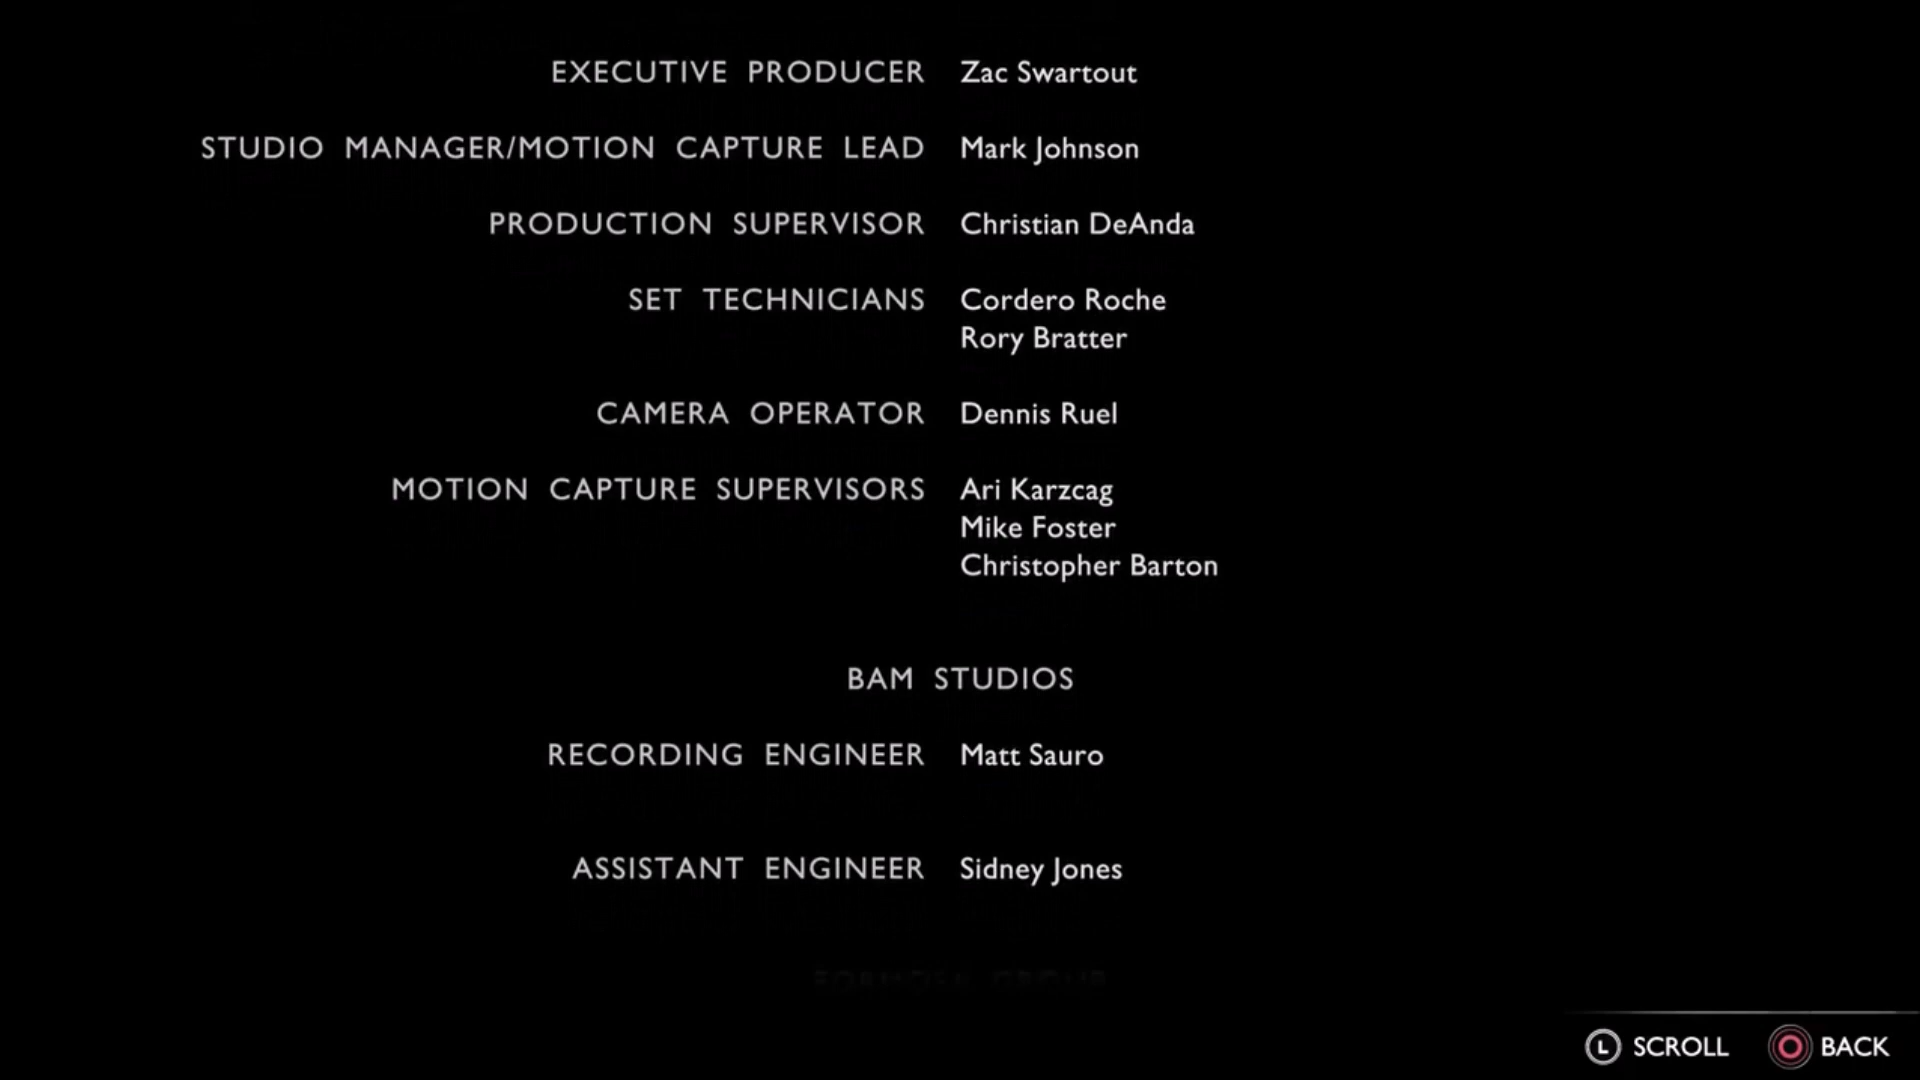 EXECUTIVE PRODUCER Zac Swartout
STUDIO MANAGER/MOTION CAPTURE LEAD Mark Johnson
PRODUCTION SUPERVISOR Christian DeAnda
SET TECHNICIANS Cordero Roche
Rory Bratter
CAMERA OPERATOR Dennis Ruel
MOTION CAPTURE SUPERVISORS Ari Karzcag
Mike Foster
Christopher Barton
BAM STUDIOS
RECORDING ENGINEER Matt Sauro
ASSISTANT ENGINEER Sidney Jones
FORMOSA GROUP
L SCROLL BACK